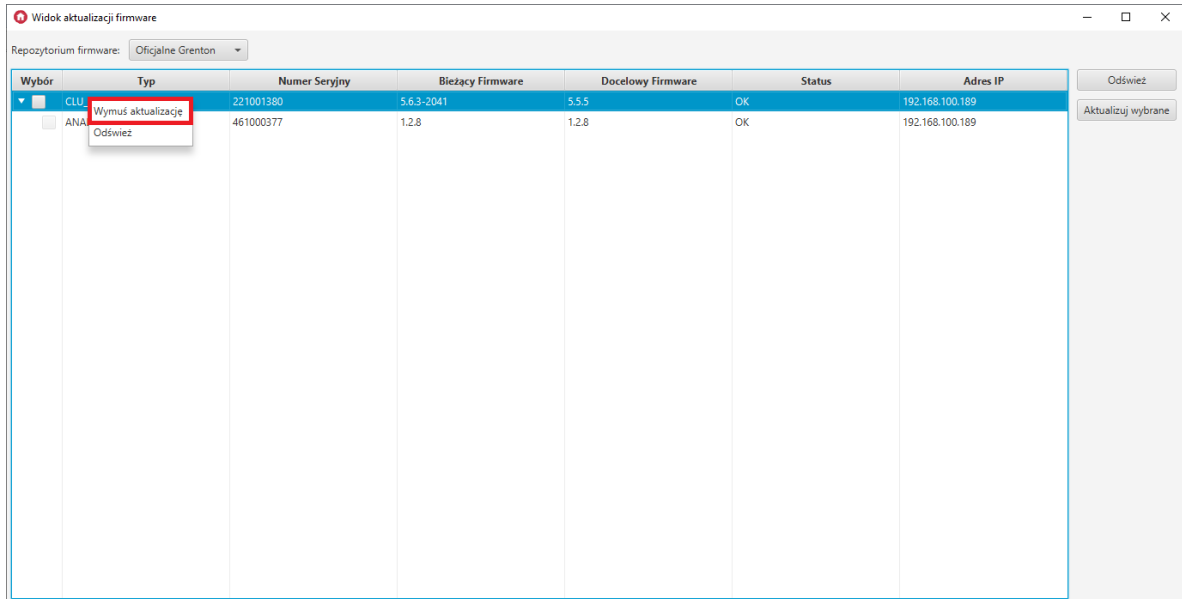 Widok aktualizacji firmware
Repozytorium firmware: Oficjalne Grenton
Wybór Typ Numer Seryjny Bieżący Firmware Docelowy Firmware Status Adres IP Odśwież
CLU_ 221001380 5.6.3-2041 5.5.5 OK 192.168.100.189
Wymuś aktualizację Aktualizuj wybrane
ANA 461000377 1.2.8 1.2.8 OK 192.168.100.189
Odśwież